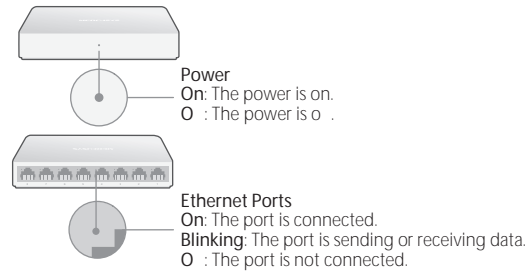 Power
On: The power is on.
O : The power is o .
Ethernet Ports
On: The port is connected.
Blinking: The port is sending or receiving data.
O : The port is not connected.